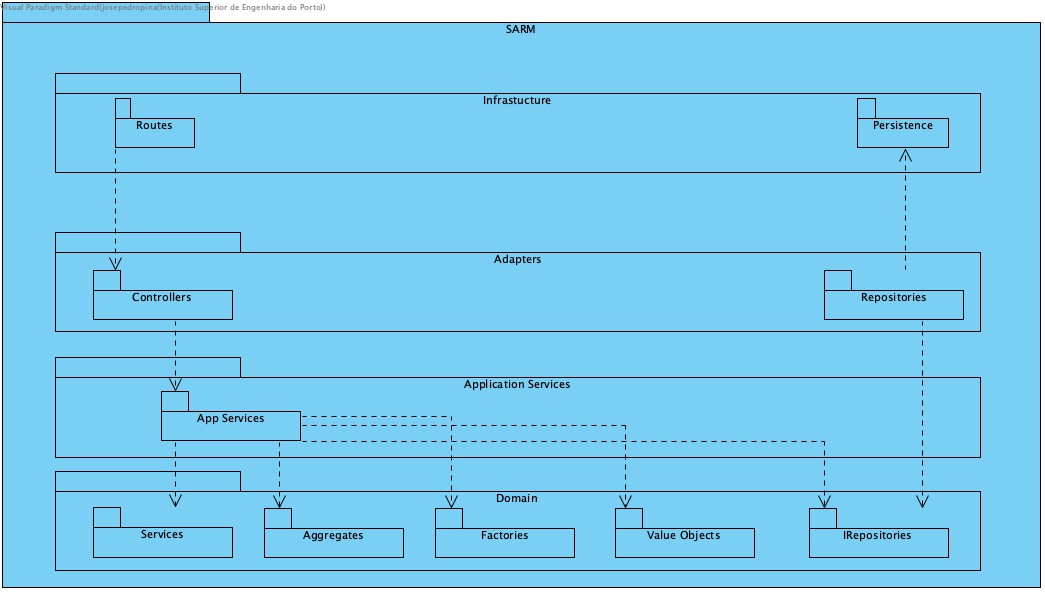 Visual Paradigm Standard(josepedropina(Instituto Superior de Engenharia do Porto))
SARM
Infrastucture
Routes
Persistence
Adapters
Controllers
Repositories
Application Services
App Services
Domain
Services
Aggregates
Factories
Value Objects
IRepositories